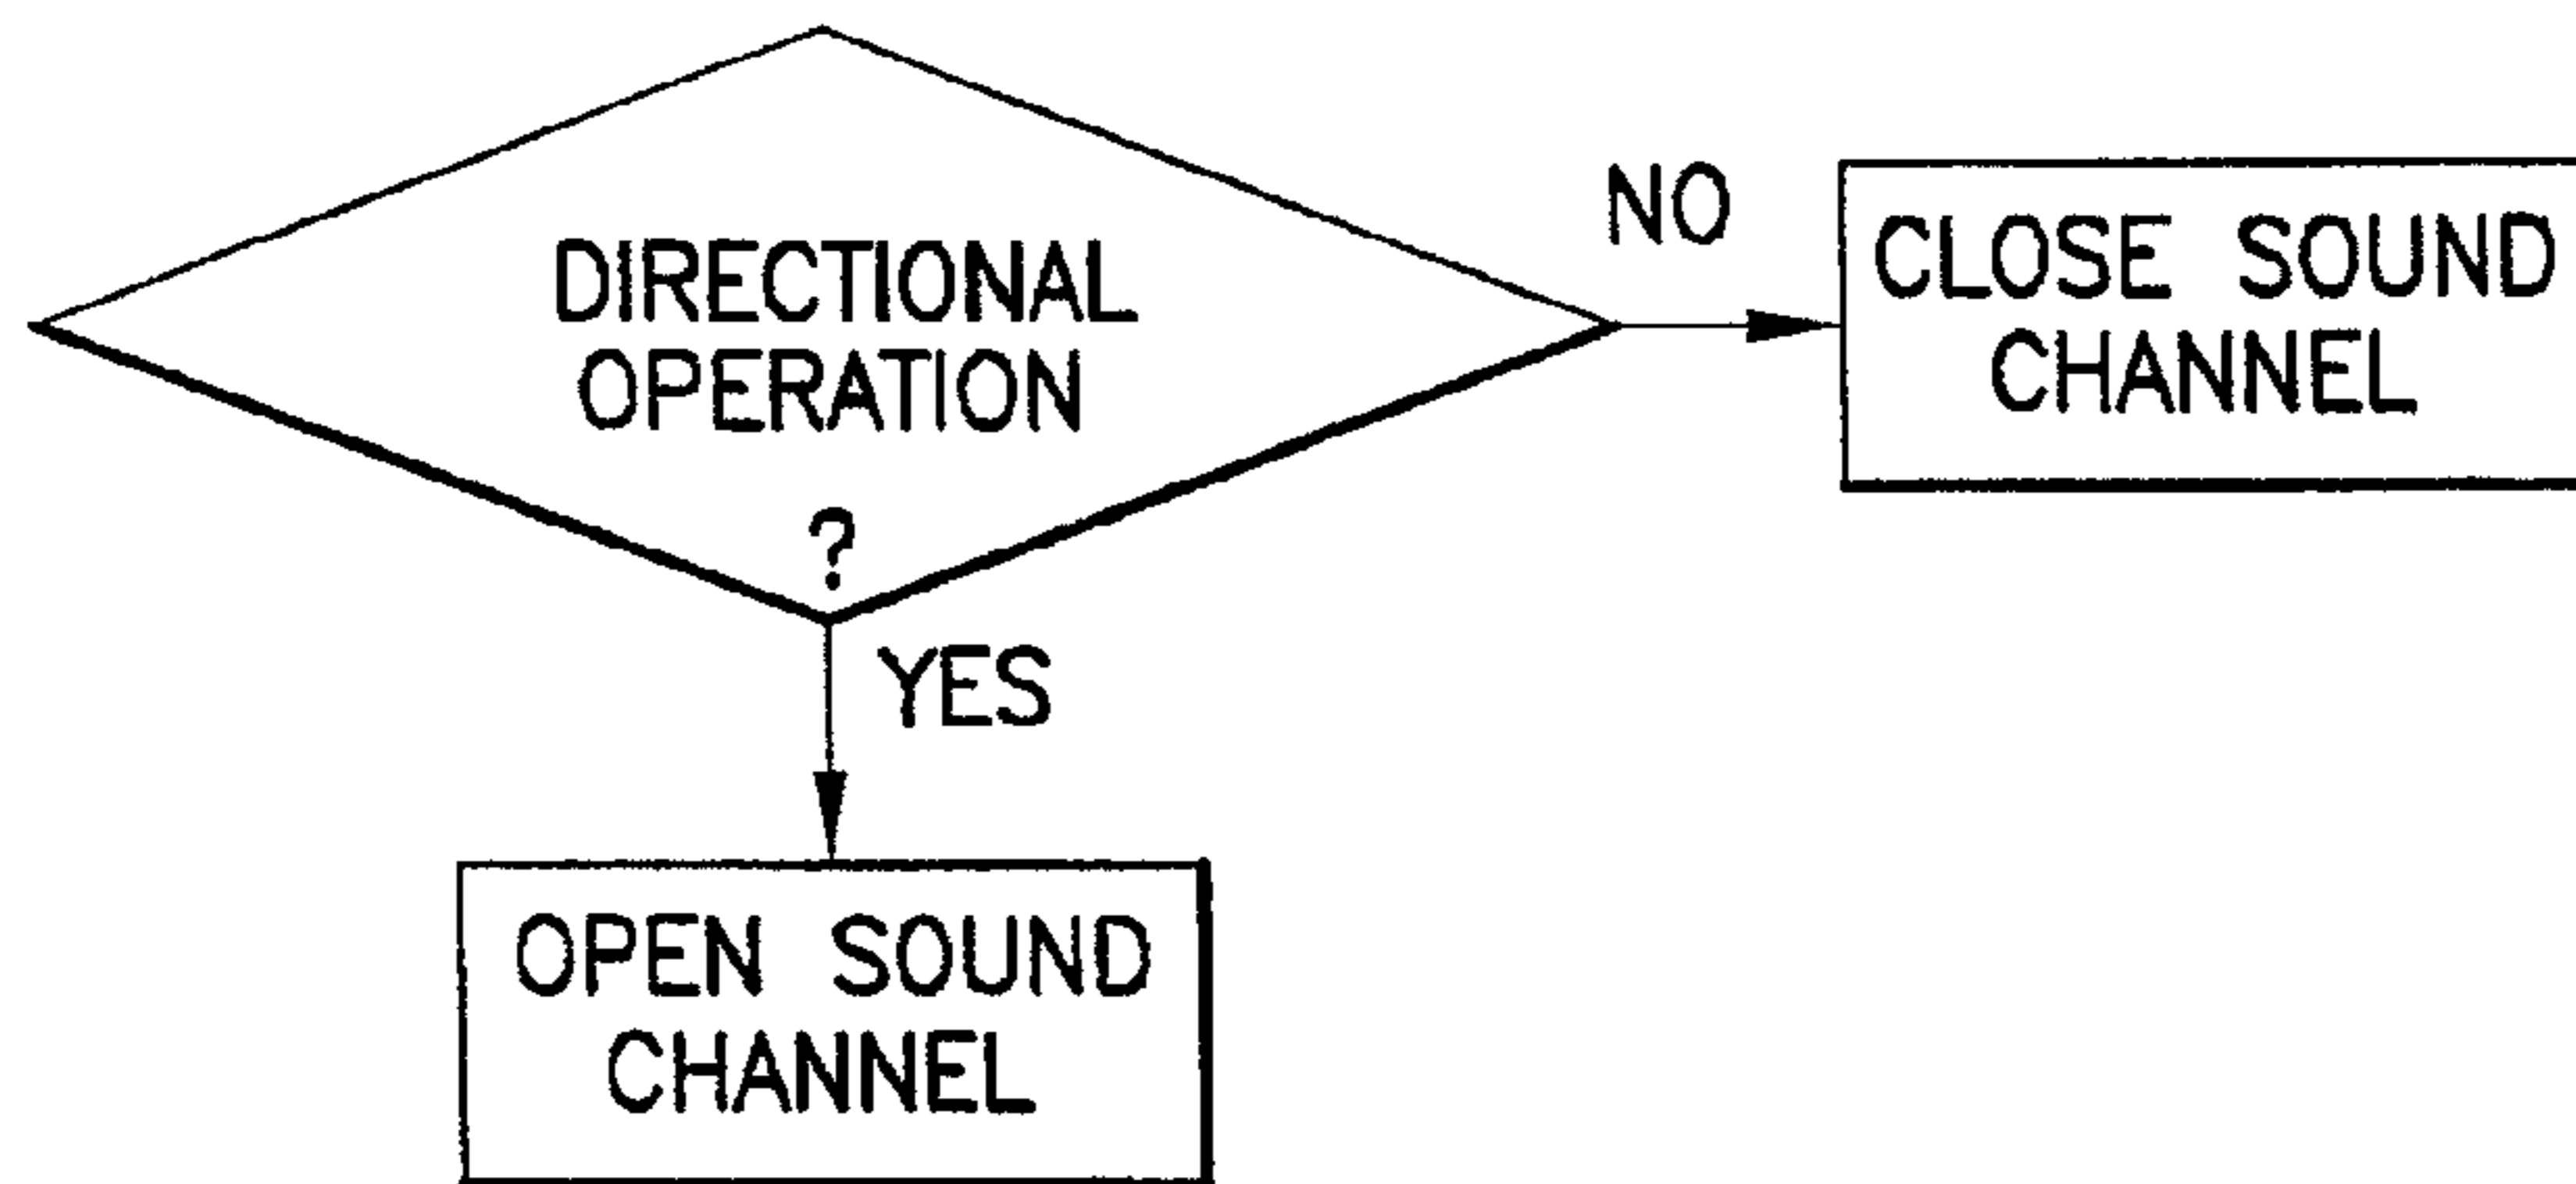 DIRECTIONAL
OPERATION
?
NO
CLOSE SOUND
CHANNEL
YES
OPEN SOUND
CHANNEL